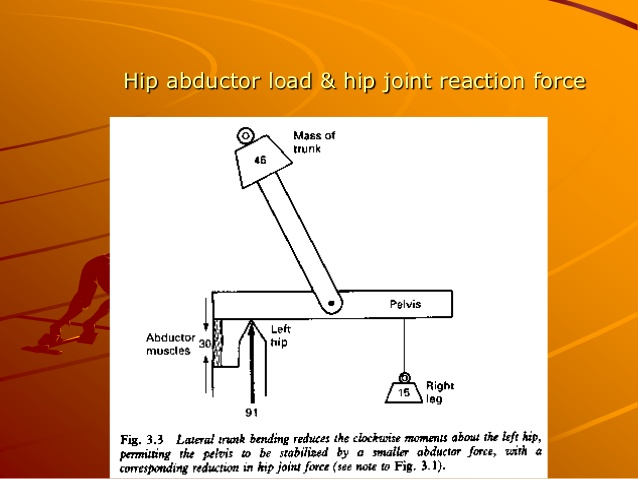 Hip abductor load & hip joint reaction force
Mass of
trunk
46
Pelvis
Abductor
muscles
30
Left
hip
91
15
Right
leg
Fig. 3.3 Lateral trunk bending reduces the clockwise moments about the left hip,
permitting the pelvis to be stabilized by a smaller abductor force, with a
corresponding reduction in hip joint force (see note to Fig. 3.1).